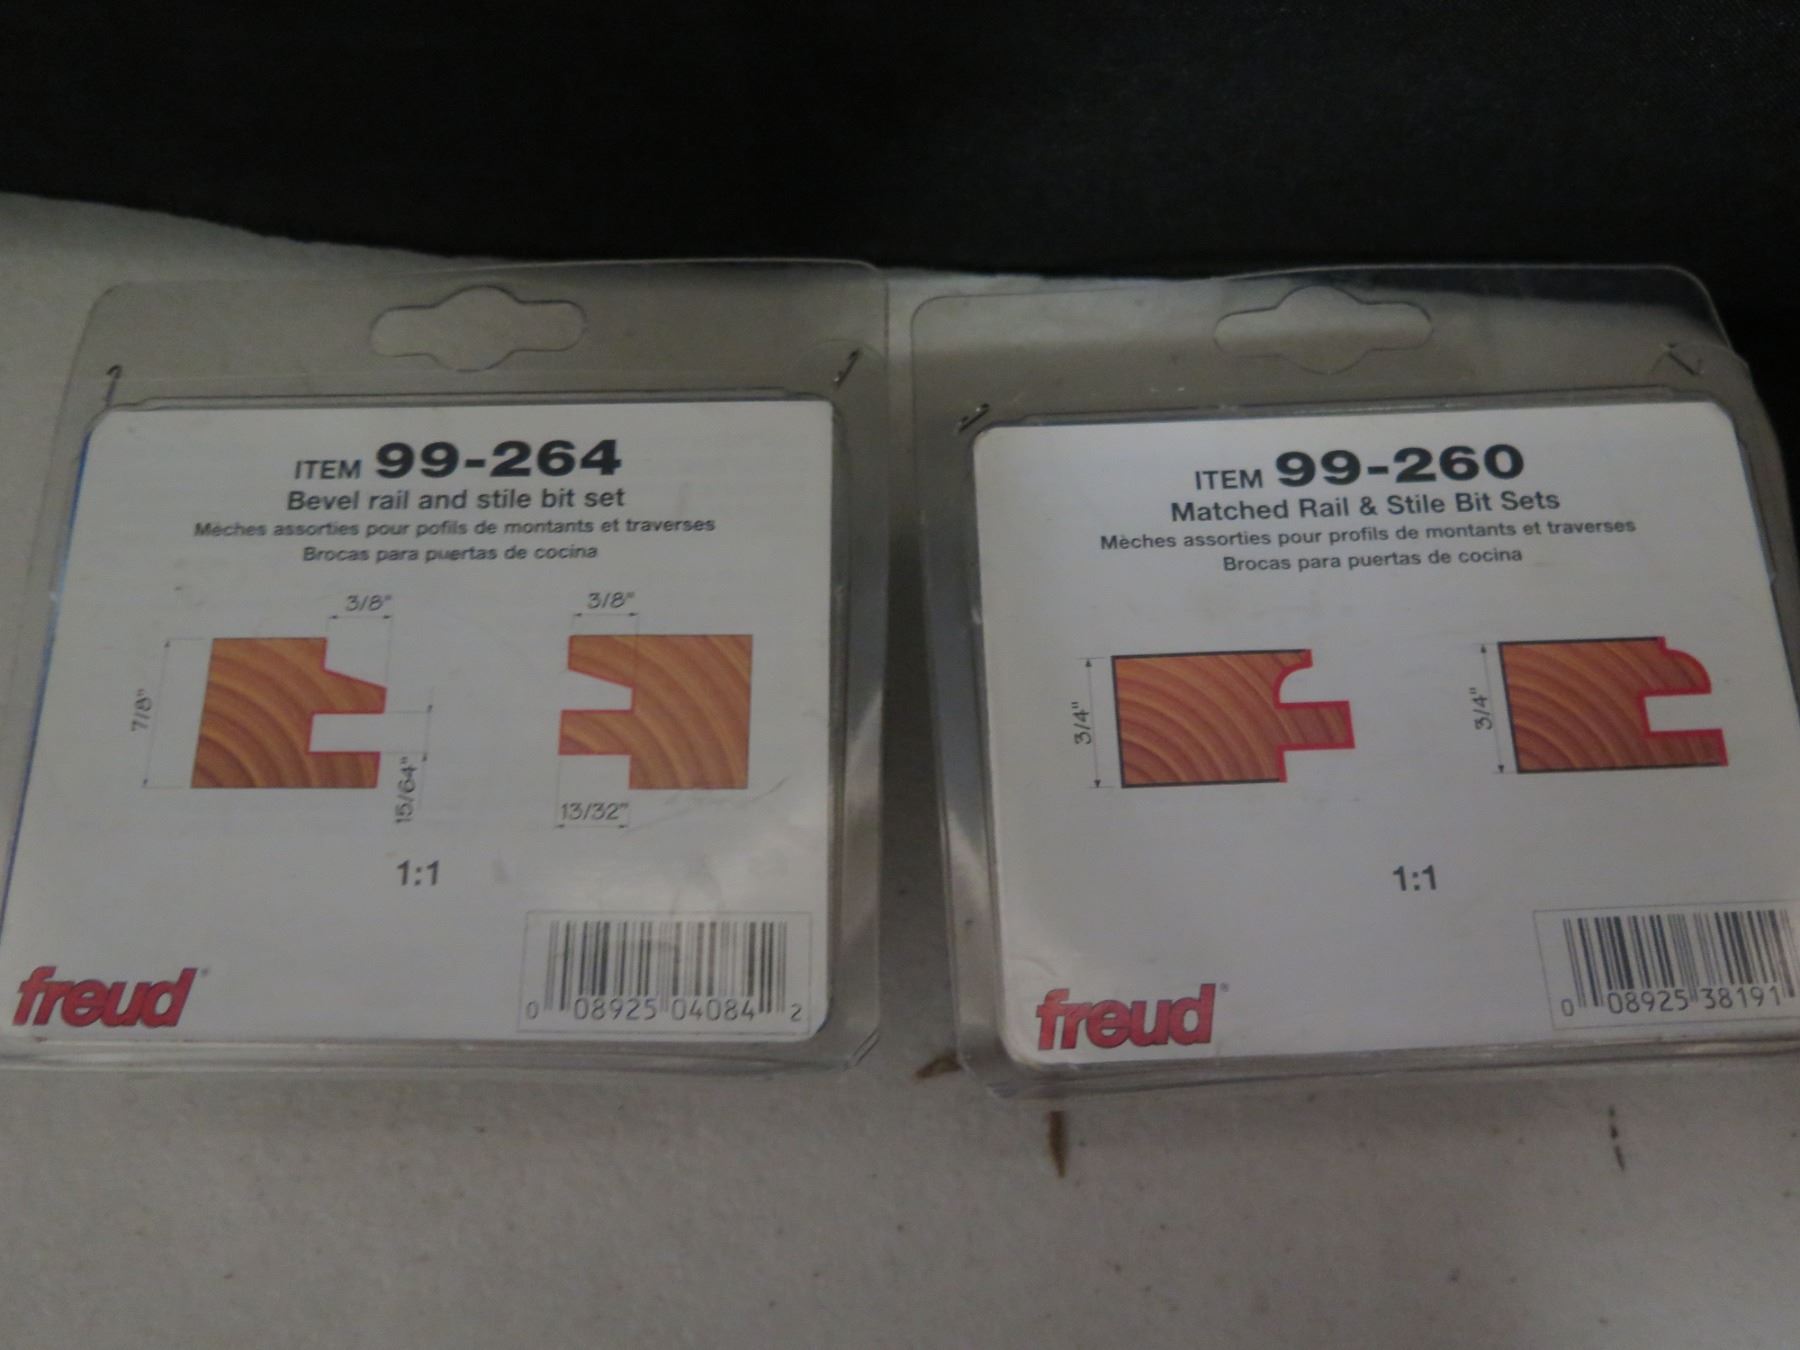 ITEM 99-264
Bevel rail and stile bit set
Mèches assorties pour pofils de montants et traverses
Brocas para puertas de cocina
3/8"
3/8"
7/8"
15/64"
13/32"
1:1
freud®
0 08925 04084 2
ITEM 99-260
Matched Rail & Stile Bit Sets
Mèches assorties pour profils de montants et traverses
Brocas para puertas de cocina
3/4"
3/4"
1:1
freud®
0 08925 38191